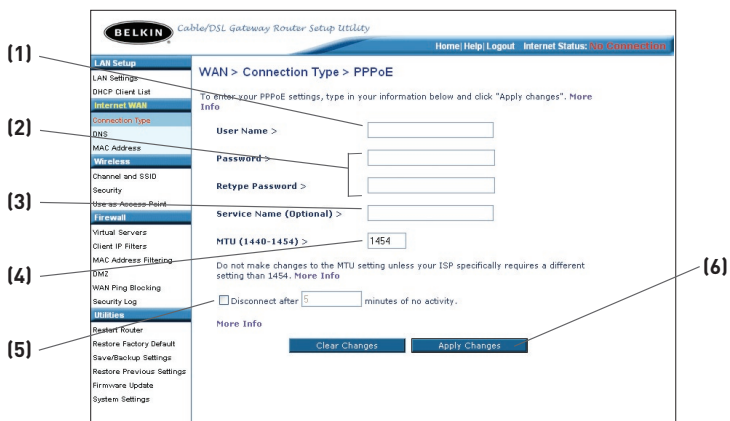 BELKIN
Cable/DSL Gateway Router Setup Utility
Home| Help| Logout Internet Status: No Connection
(1)
(2)
(3)
(4)
(5)
(6)
LAN Setup
LAN Settings
DHCP Client List
Internet WAN
Connection Type
DNS
MAC Address
Wireless
Channel and SSID
Security
Use as Access Point
Firewall
Virtual Servers
Client IP Filters
MAC Address Filtering
DMZ
WAN Ping Blocking
Security Log
Utilities
Restart Router
Restore Factory Default
Save/Backup Settings
Restore Previous Settings
Firmware Update
System Settings
WAN > Connection Type > PPPoE
To enter your PPPoE settings, type in your information below and click "Apply changes". More
Info
User Name >
Password >
Retype Password >
Service Name (Optional) >
MTU (1440-1454) > 1454
Do not make changes to the MTU setting unless your ISP specifically requires a different
setting than 1454. More Info
Disconnect after 5 minutes of no activity.
More Info
Clear Changes Apply Changes